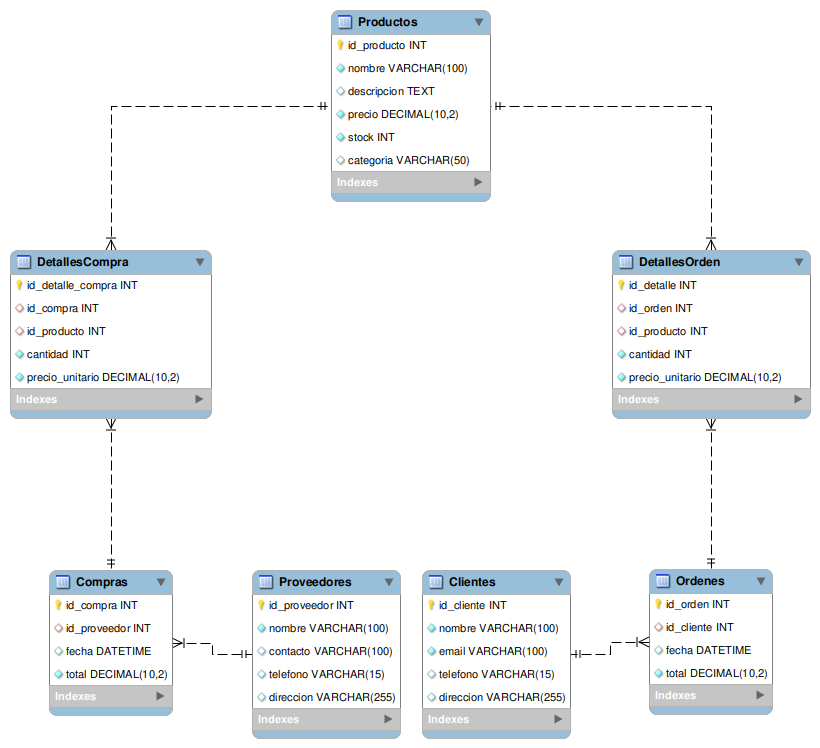 Productos
id_producto INT
nombre VARCHAR(100)
descripcion TEXT
precio DECIMAL(10,2)
stock INT
categoria VARCHAR(50)
Indexes
DetallesCompra
id_detalle_compra INT
id_compra INT
id_producto INT
cantidad INT
precio_unitario DECIMAL(10,2)
Indexes
DetallesOrden
id_detalle INT
id_orden INT
id_producto INT
cantidad INT
precio_unitario DECIMAL(10,2)
Indexes
Compras
id_compra INT
id_proveedor INT
fecha DATETIME
total DECIMAL(10,2)
Indexes
Proveedores
id_proveedor INT
nombre VARCHAR(100)
contacto VARCHAR(100)
telefono VARCHAR(15)
direccion VARCHAR(255)
Indexes
Clientes
id_cliente INT
nombre VARCHAR(100)
email VARCHAR(100)
telefono VARCHAR(15)
direccion VARCHAR(255)
Indexes
Ordenes
id_orden INT
id_cliente INT
fecha DATETIME
total DECIMAL(10,2)
Indexes